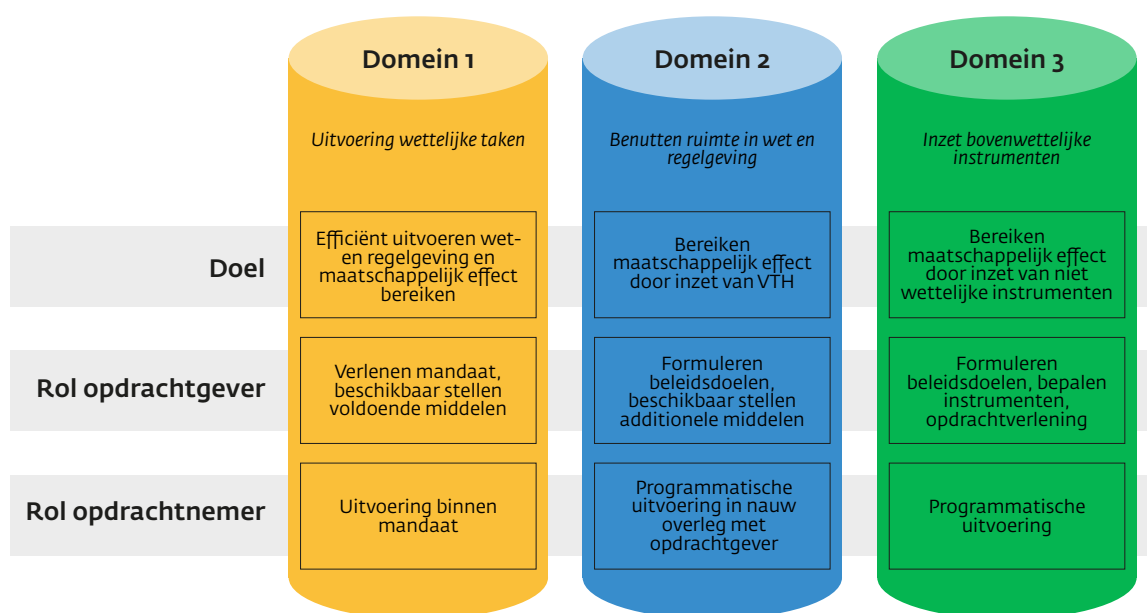 Domein 1
Domein 2
Domein 3
Uitvoering wettelijke taken
Benutten ruimte in wet en
regelgeving
Inzet bovenwettelijke
instrumenten
Doel
Efficiënt uitvoeren wet-
en regelgeving en
maatschappelijk effect
bereiken
Bereiken
maatschappelijk effect
door inzet van VTH
Bereiken
maatschappelijk effect
door inzet van niet
wettelijke instrumenten
Rol opdrachtgever
Verlenen mandaat,
beschikbaar stellen
voldoende middelen
Formuleren
beleidsdoelen,
beschikbaar stellen
additionele middelen
Formuleren
beleidsdoelen, bepalen
instrumenten,
opdrachtverlening
Rol opdrachtnemer
Uitvoering binnen
mandaat
Programmatische
uitvoering in nauw
overleg met
opdrachtgever
Programmatische
uitvoering